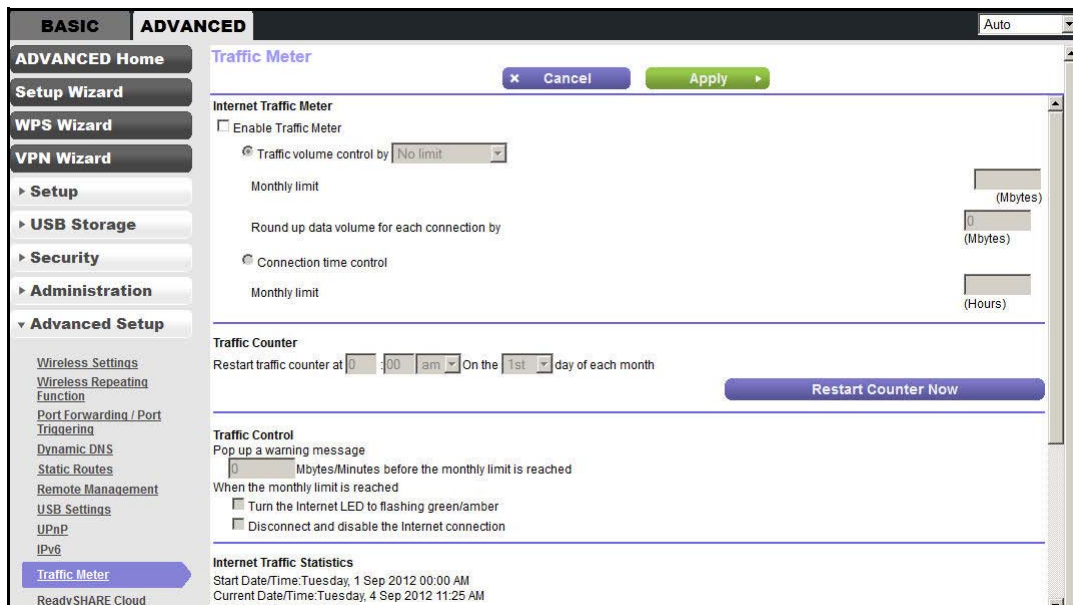 BASIC
ADVANCED
Auto
ADVANCED Home
Setup Wizard
WPS Wizard
VPN Wizard
Setup
USB Storage
Security
Administration
Advanced Setup
Wireless Settings
Wireless Repeating
Function
Port Forwarding / Port
Triggering
Dynamic DNS
Static Routes
Remote Management
USB Settings
UPnP
IPv6
Traffic Meter
ReadySHARE Cloud
Traffic Meter
× Cancel
Apply
Internet Traffic Meter
Enable Traffic Meter
Traffic volume control by No limit
Monthly limit
(Mbytes)
Round up data volume for each connection by
0
(Mbytes)
Connection time control
Monthly limit
(Hours)
Traffic Counter
Restart traffic counter at 0 :00 am On the 1st day of each month
Restart Counter Now
Traffic Control
Pop up a warning message
0 Mbytes/Minutes before the monthly limit is reached
When the monthly limit is reached
Turn the Internet LED to flashing green/amber
Disconnect and disable the Internet connection
Internet Traffic Statistics
Start Date/Time:Tuesday, 1 Sep 2012 00:00 AM
Current Date/Time:Tuesday, 4 Sep 2012 11:25 AM